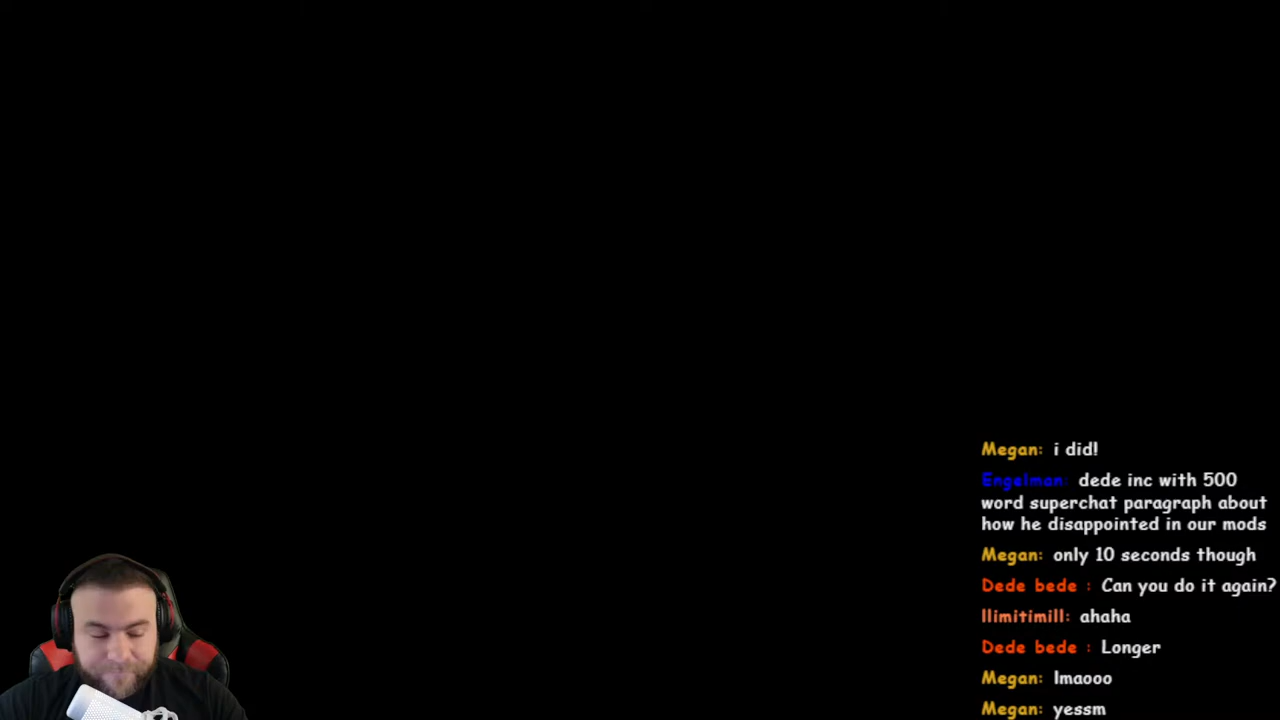 Megan: i did!
Engelman: dede inc with 500
word superchat paragraph about
how he disappointed in our mods
Megan: only 10 seconds though
Dede bede : Can you do it again?
llimitimill: ahaha
Dede bede : Longer
Megan: lmaooo
Megan: yessm